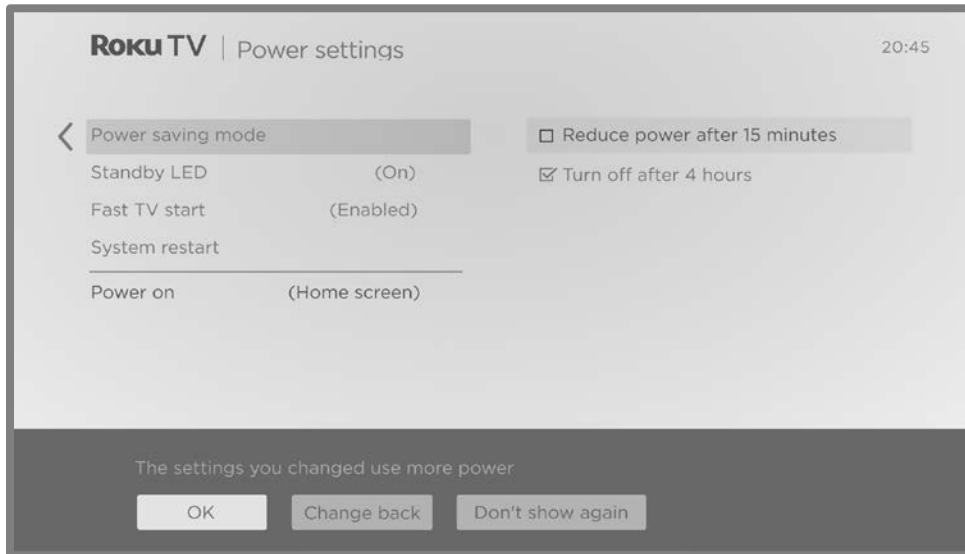 Roku TV | Power settings 20:45
Power saving mode
Standby LED (On)
Fast TV start (Enabled)
System restart
Power on (Home screen)
Reduce power after 15 minutes
Turn off after 4 hours
The settings you changed use more power
OK Change back Don't show again